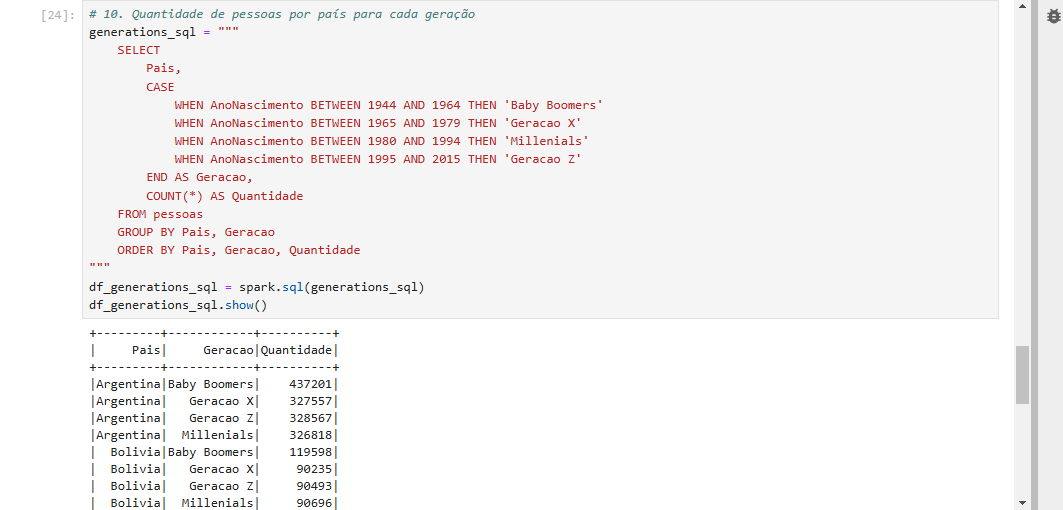 [24]: # 10. Quantidade de pessoas por país para cada geração
generations_sql = """
    SELECT
        Pais,
        CASE
            WHEN AnoNascimento BETWEEN 1944 AND 1964 THEN 'Baby Boomers'
            WHEN AnoNascimento BETWEEN 1965 AND 1979 THEN 'Geracao X'
            WHEN AnoNascimento BETWEEN 1980 AND 1994 THEN 'Millenials'
            WHEN AnoNascimento BETWEEN 1995 AND 2015 THEN 'Geracao Z'
        END AS Geracao,
        COUNT(*) AS Quantidade
    FROM pessoas
    GROUP BY Pais, Geracao
    ORDER BY Pais, Geracao, Quantidade
"""
df_generations_sql = spark.sql(generations_sql)
df_generations_sql.show()
+---------+------------+----------+
|     Pais|     Geracao|Quantidade|
+---------+------------+----------+
|Argentina|Baby Boomers|    437201|
|Argentina|   Geracao X|    327557|
|Argentina|   Geracao Z|    328567|
|Argentina|  Millenials|    326818|
|  Bolivia|Baby Boomers|    119598|
|  Bolivia|   Geracao X|     90235|
|  Bolivia|   Geracao Z|     90493|
|  Bolivia|  Millenials|     90696|